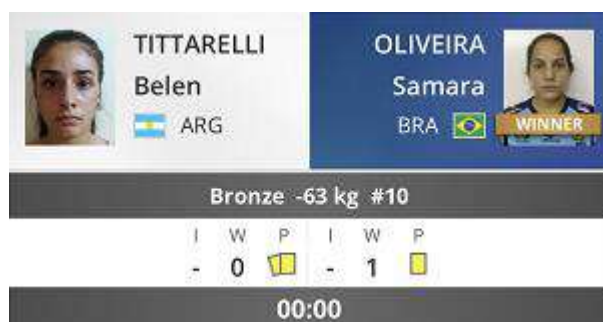 TITTARELLI
Belen
ARG
OLIVEIRA
Samara
BRA
WINNER
Bronze -63 kg #10
I W P I W P
- 0 - 1
00:00